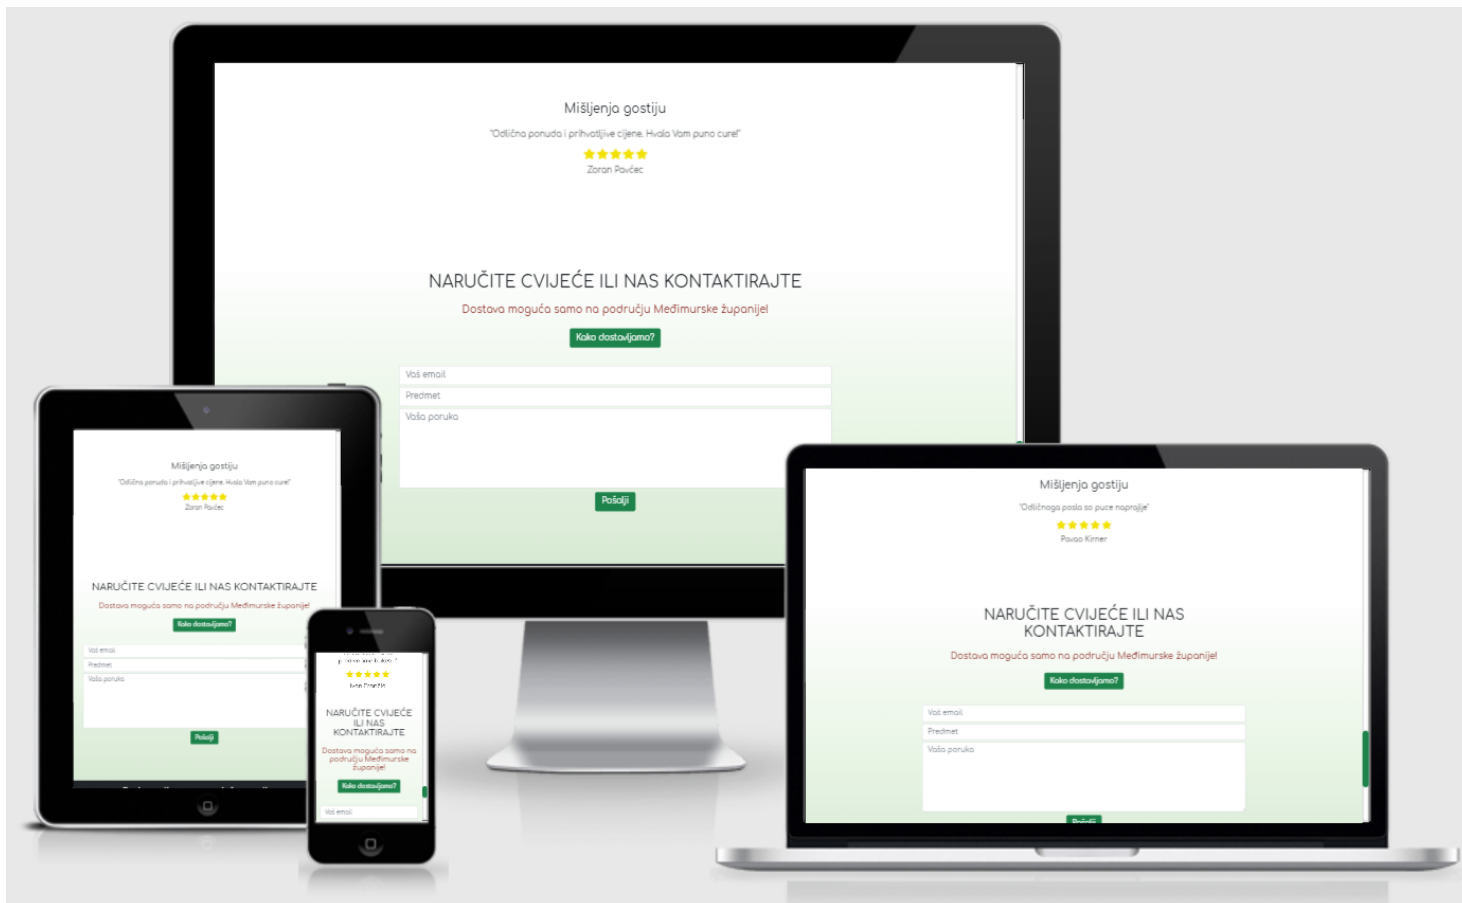 Mišljenja gostiju
"Odlična ponuda i prihvatljive cijene. Hvala Vam puno cure!"
Zoran Pavčec
NARUČITE CVIJEĆE ILI NAS KONTAKTIRAJTE
Dostava moguća samo na području Međimurske županije!
Kako dostavljamo?
Vaš email
Predmet
Vaša poruka
Pošalji
Mišljenja gostiju
"Odlična ponuda i prihvatljive cijene. Hvala Vam puno cure!"
Zoran Pavčec
NARUČITE CVIJEĆE ILI NAS KONTAKTIRAJTE
Dostava moguća samo na području Međimurske županije!
Kako dostavljamo?
Vaš email
Predmet
Vaša poruka
Pošalji
NARUČITE CVIJEĆE
ILI NAS
KONTAKTIRAJTE
Dostava moguća samo na
području Međimurske
županije!
Kako dostavljamo?
Vaš email
Mišljenja gostiju
"Odličnoga posla so puce naprajlje"
Pavao Kirner
NARUČITE CVIJEĆE ILI NAS
KONTAKTIRAJTE
Dostava moguća samo na području Međimurske županije!
Kako dostavljamo?
Vaš email
Predmet
Vaša poruka
Pošalji